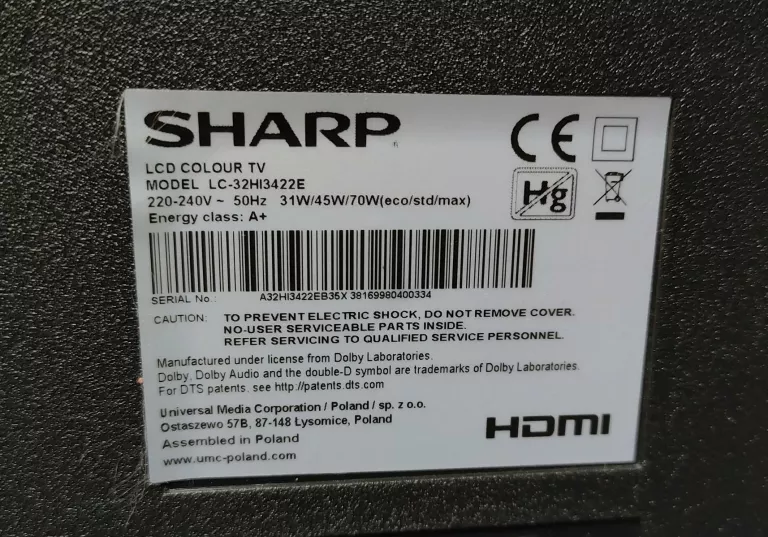 SHARP
LCD COLOUR TV
MODEL LC-32HI3422E
220-240V ~ 50Hz 31W/45W/70W(eco/std/max)
Energy class: A+
CE
Hg
SERIAL No.: A32HI3422EB35X 38169980400334
CAUTION: TO PREVENT ELECTRIC SHOCK, DO NOT REMOVE COVER.
NO-USER SERVICEABLE PARTS INSIDE.
REFER SERVICING TO QUALIFIED SERVICE PERSONNEL.
Manufactured under license from Dolby Laboratories.
Dolby, Dolby Audio and the double-D symbol are trademarks of Dolby Laboratories.
For DTS patents, see http://patents.dts.com
Universal Media Corporation / Poland / sp. z o.o.
Ostaszewo 57B, 87-148 Lysomice, Poland
Assembled in Poland
www.umc-poland.com
HDMI